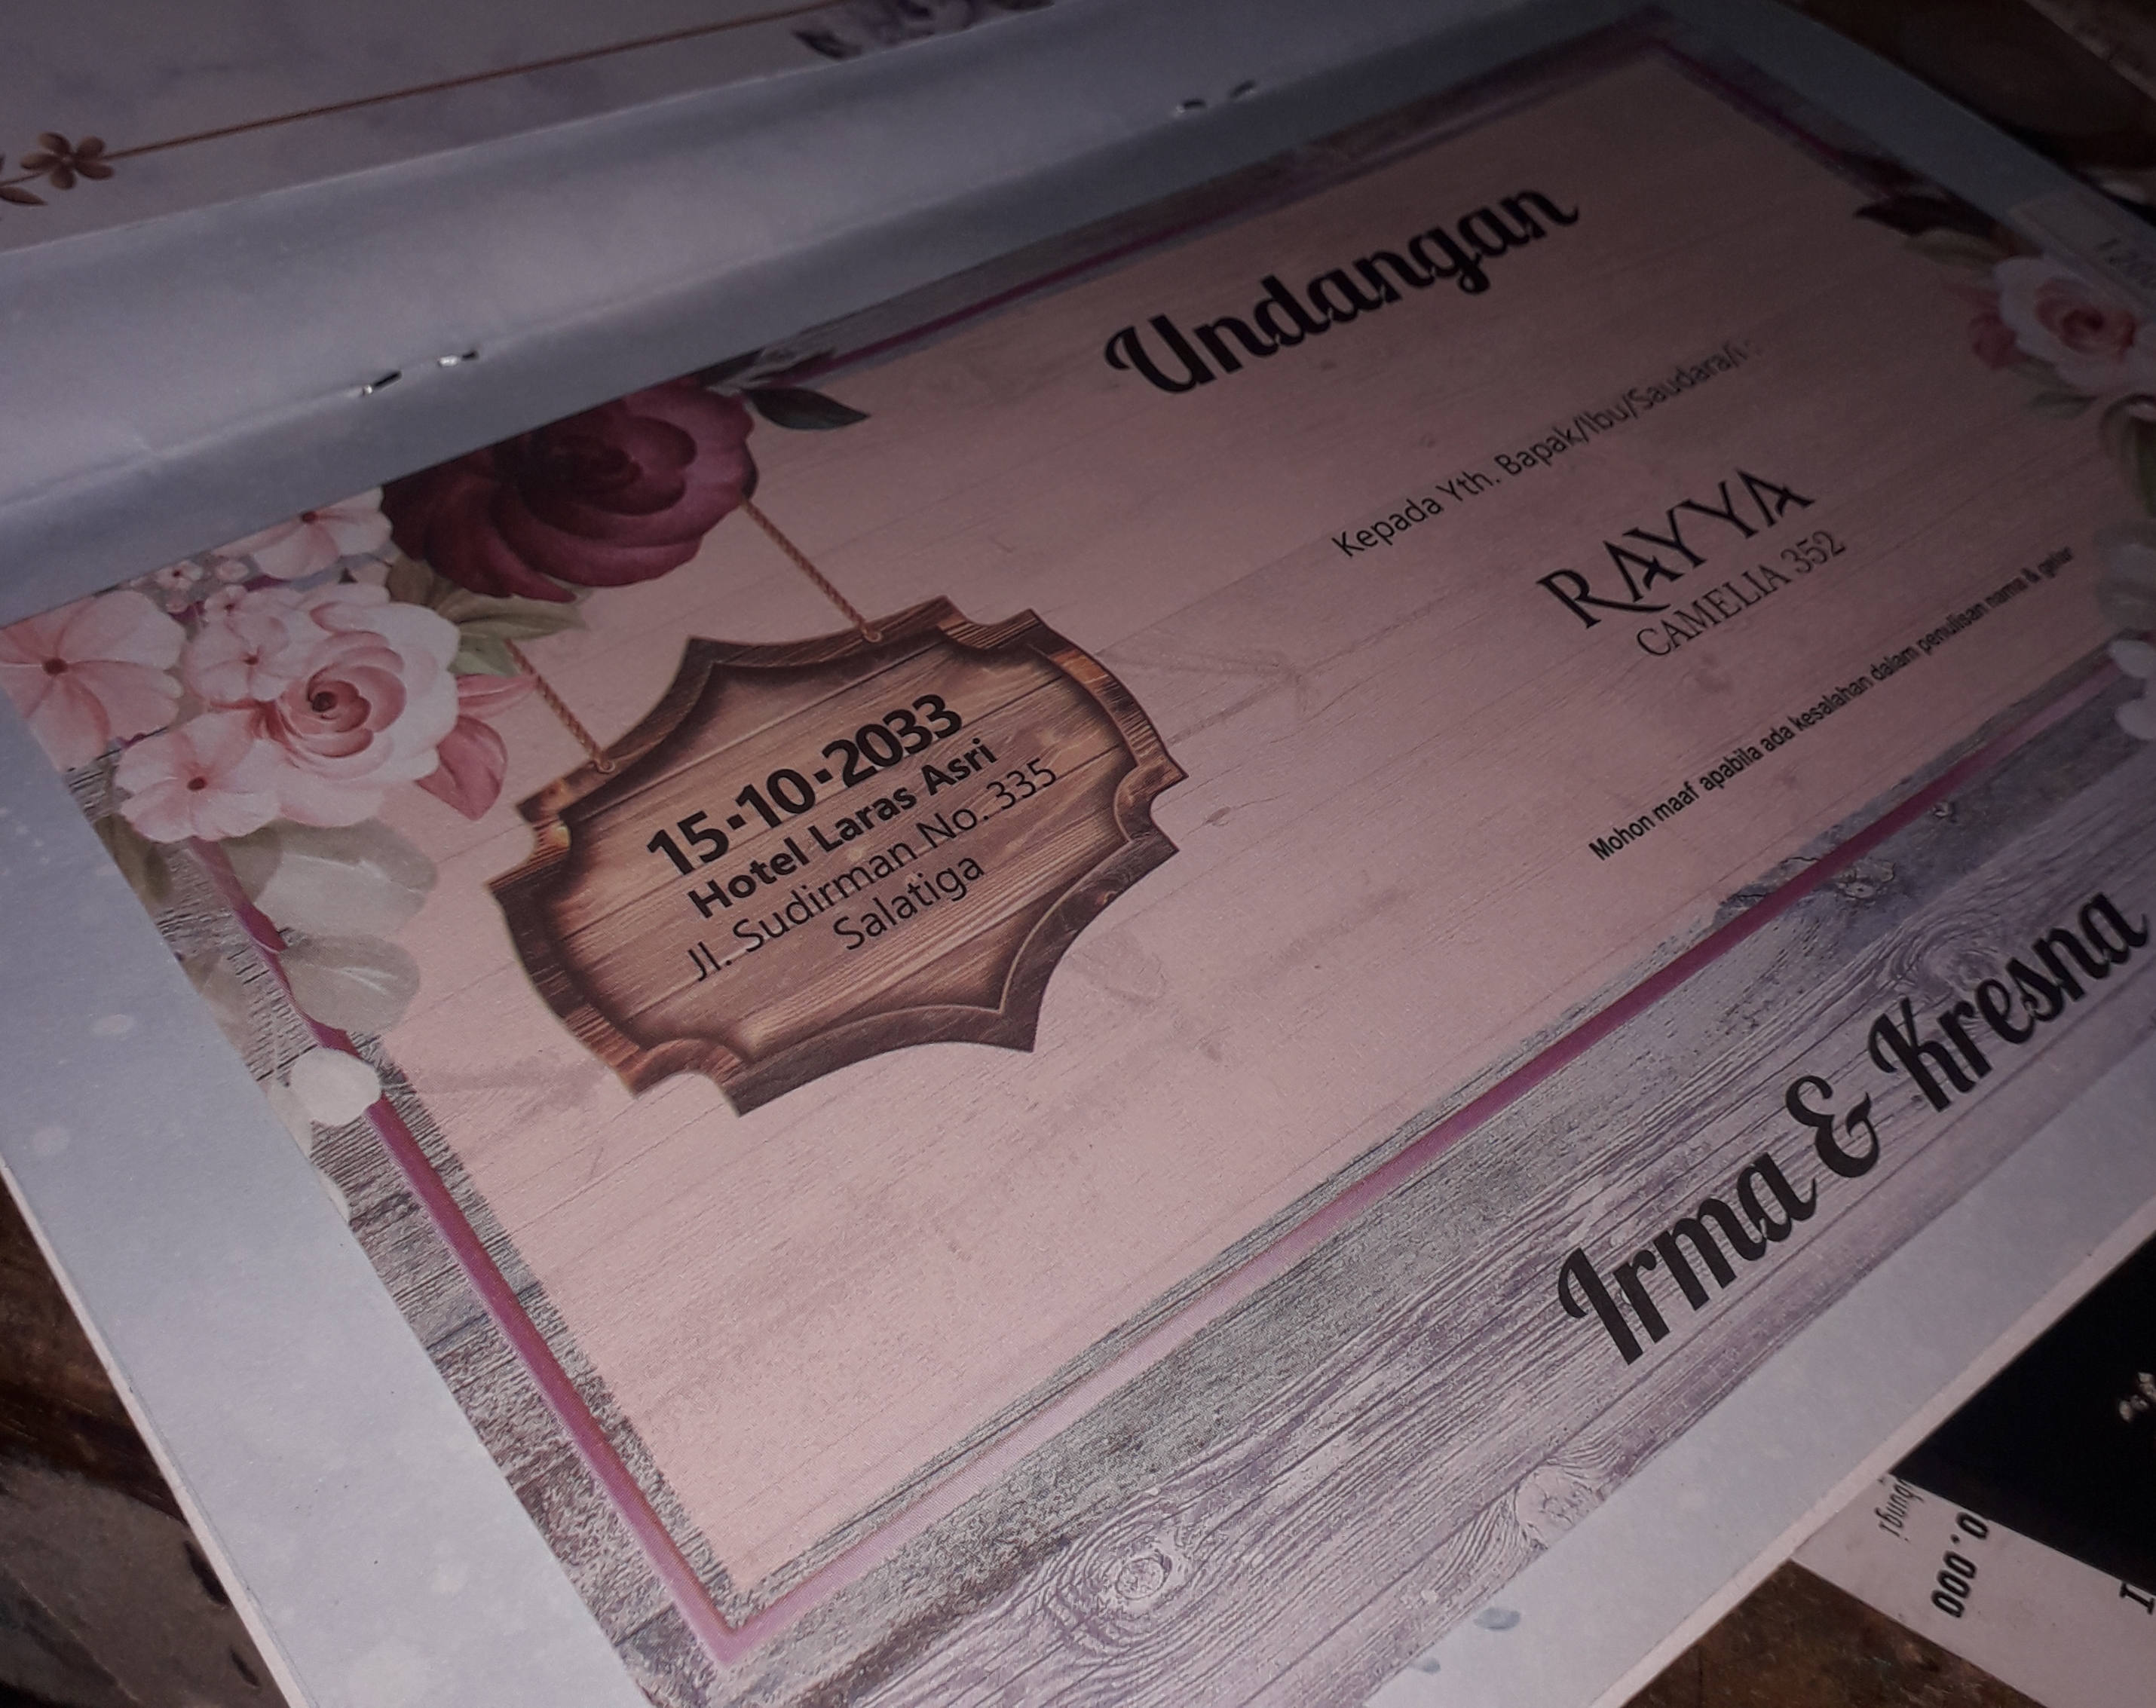 Undangan
Kepada Yth. Bapak/Ibu/Saudara/i :
RAYYA
CAMELIA 352
Mohon maaf apabila ada kesalahan dalam penulisan nama & gelar
15-10-2033
Hotel Laras Asri
Jl. Sudirman No. 335
Salatiga
Irma & Kresna
0.000